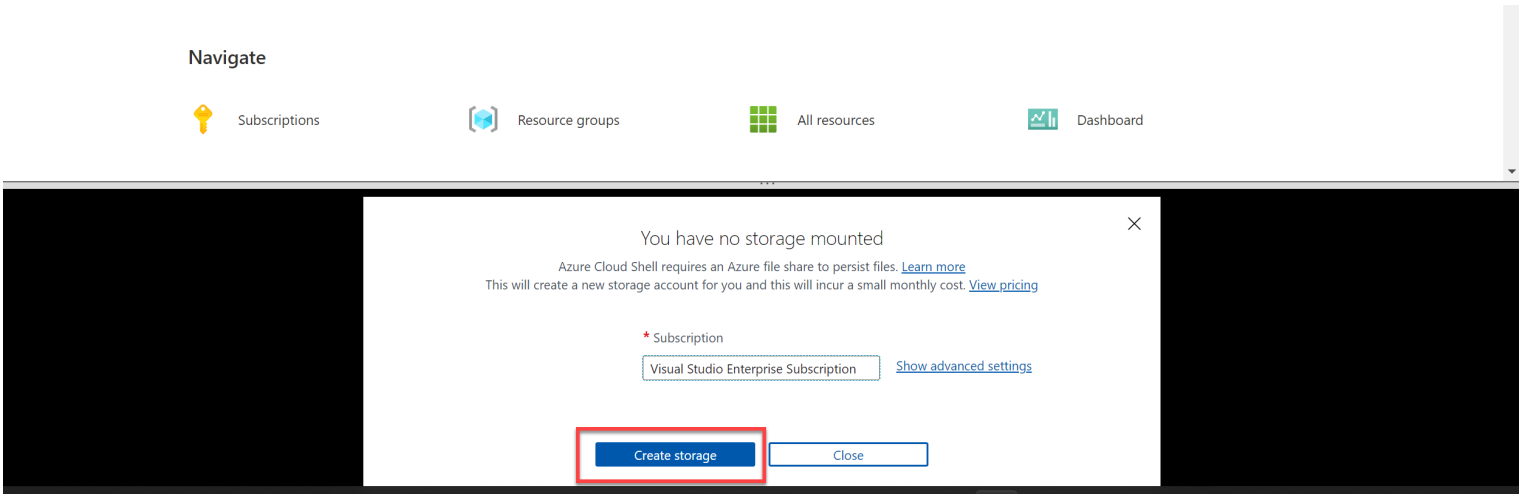 Navigate
Subscriptions
Resource groups
All resources
Dashboard
You have no storage mounted
Azure Cloud Shell requires an Azure file share to persist files. Learn more
This will create a new storage account for you and this will incur a small monthly cost. View pricing
* Subscription
Visual Studio Enterprise Subscription
Show advanced settings
Create storage
Close